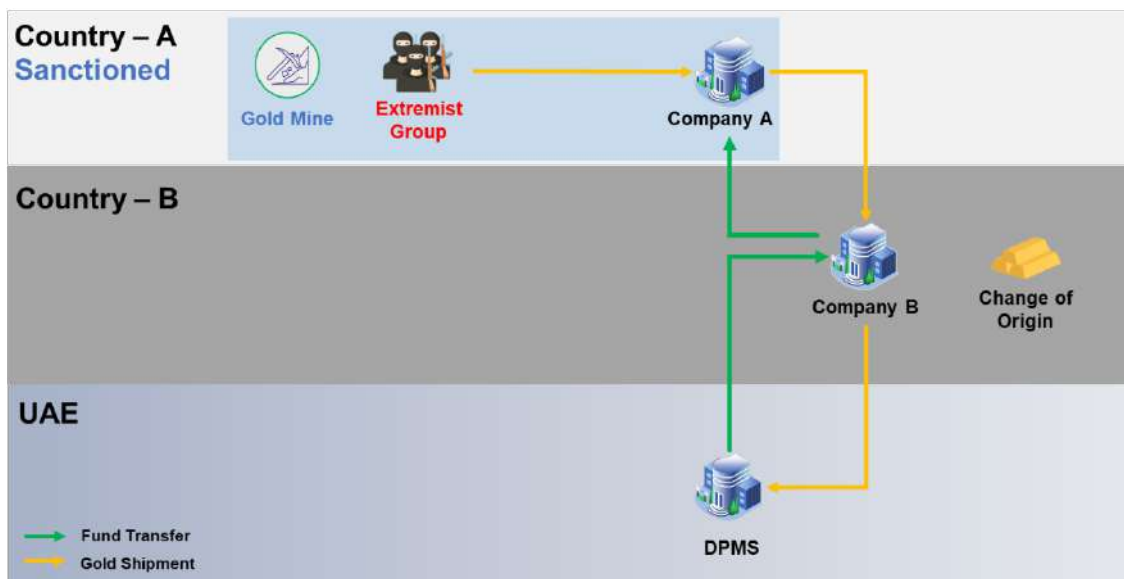 Country – A
Sanctioned
Gold Mine
Extremist
Group
Company A
Country – B
Company B
Change of
Origin
UAE
DPMS
Fund Transfer
Gold Shipment